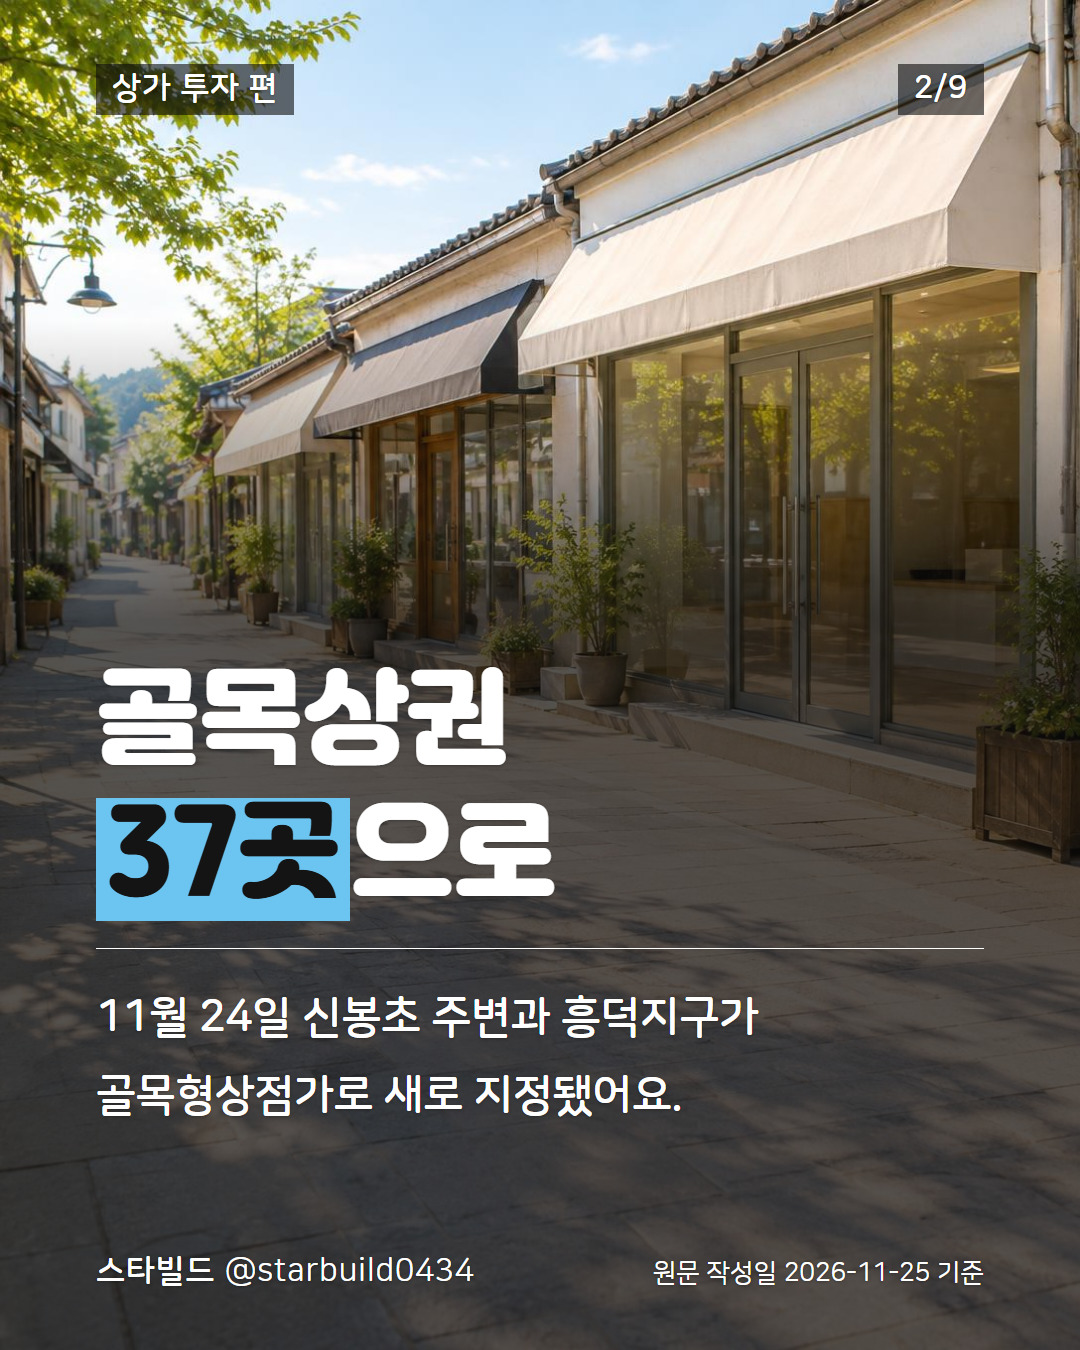 상가 투자 편
2/9
골목상권
37곳으로
11월 24일 신봉초 주변과 흥덕지구가
골목형상점가로 새로 지정됐어요.
스타빌드 @starbuild0434
원문 작성일 2026-11-25 기준